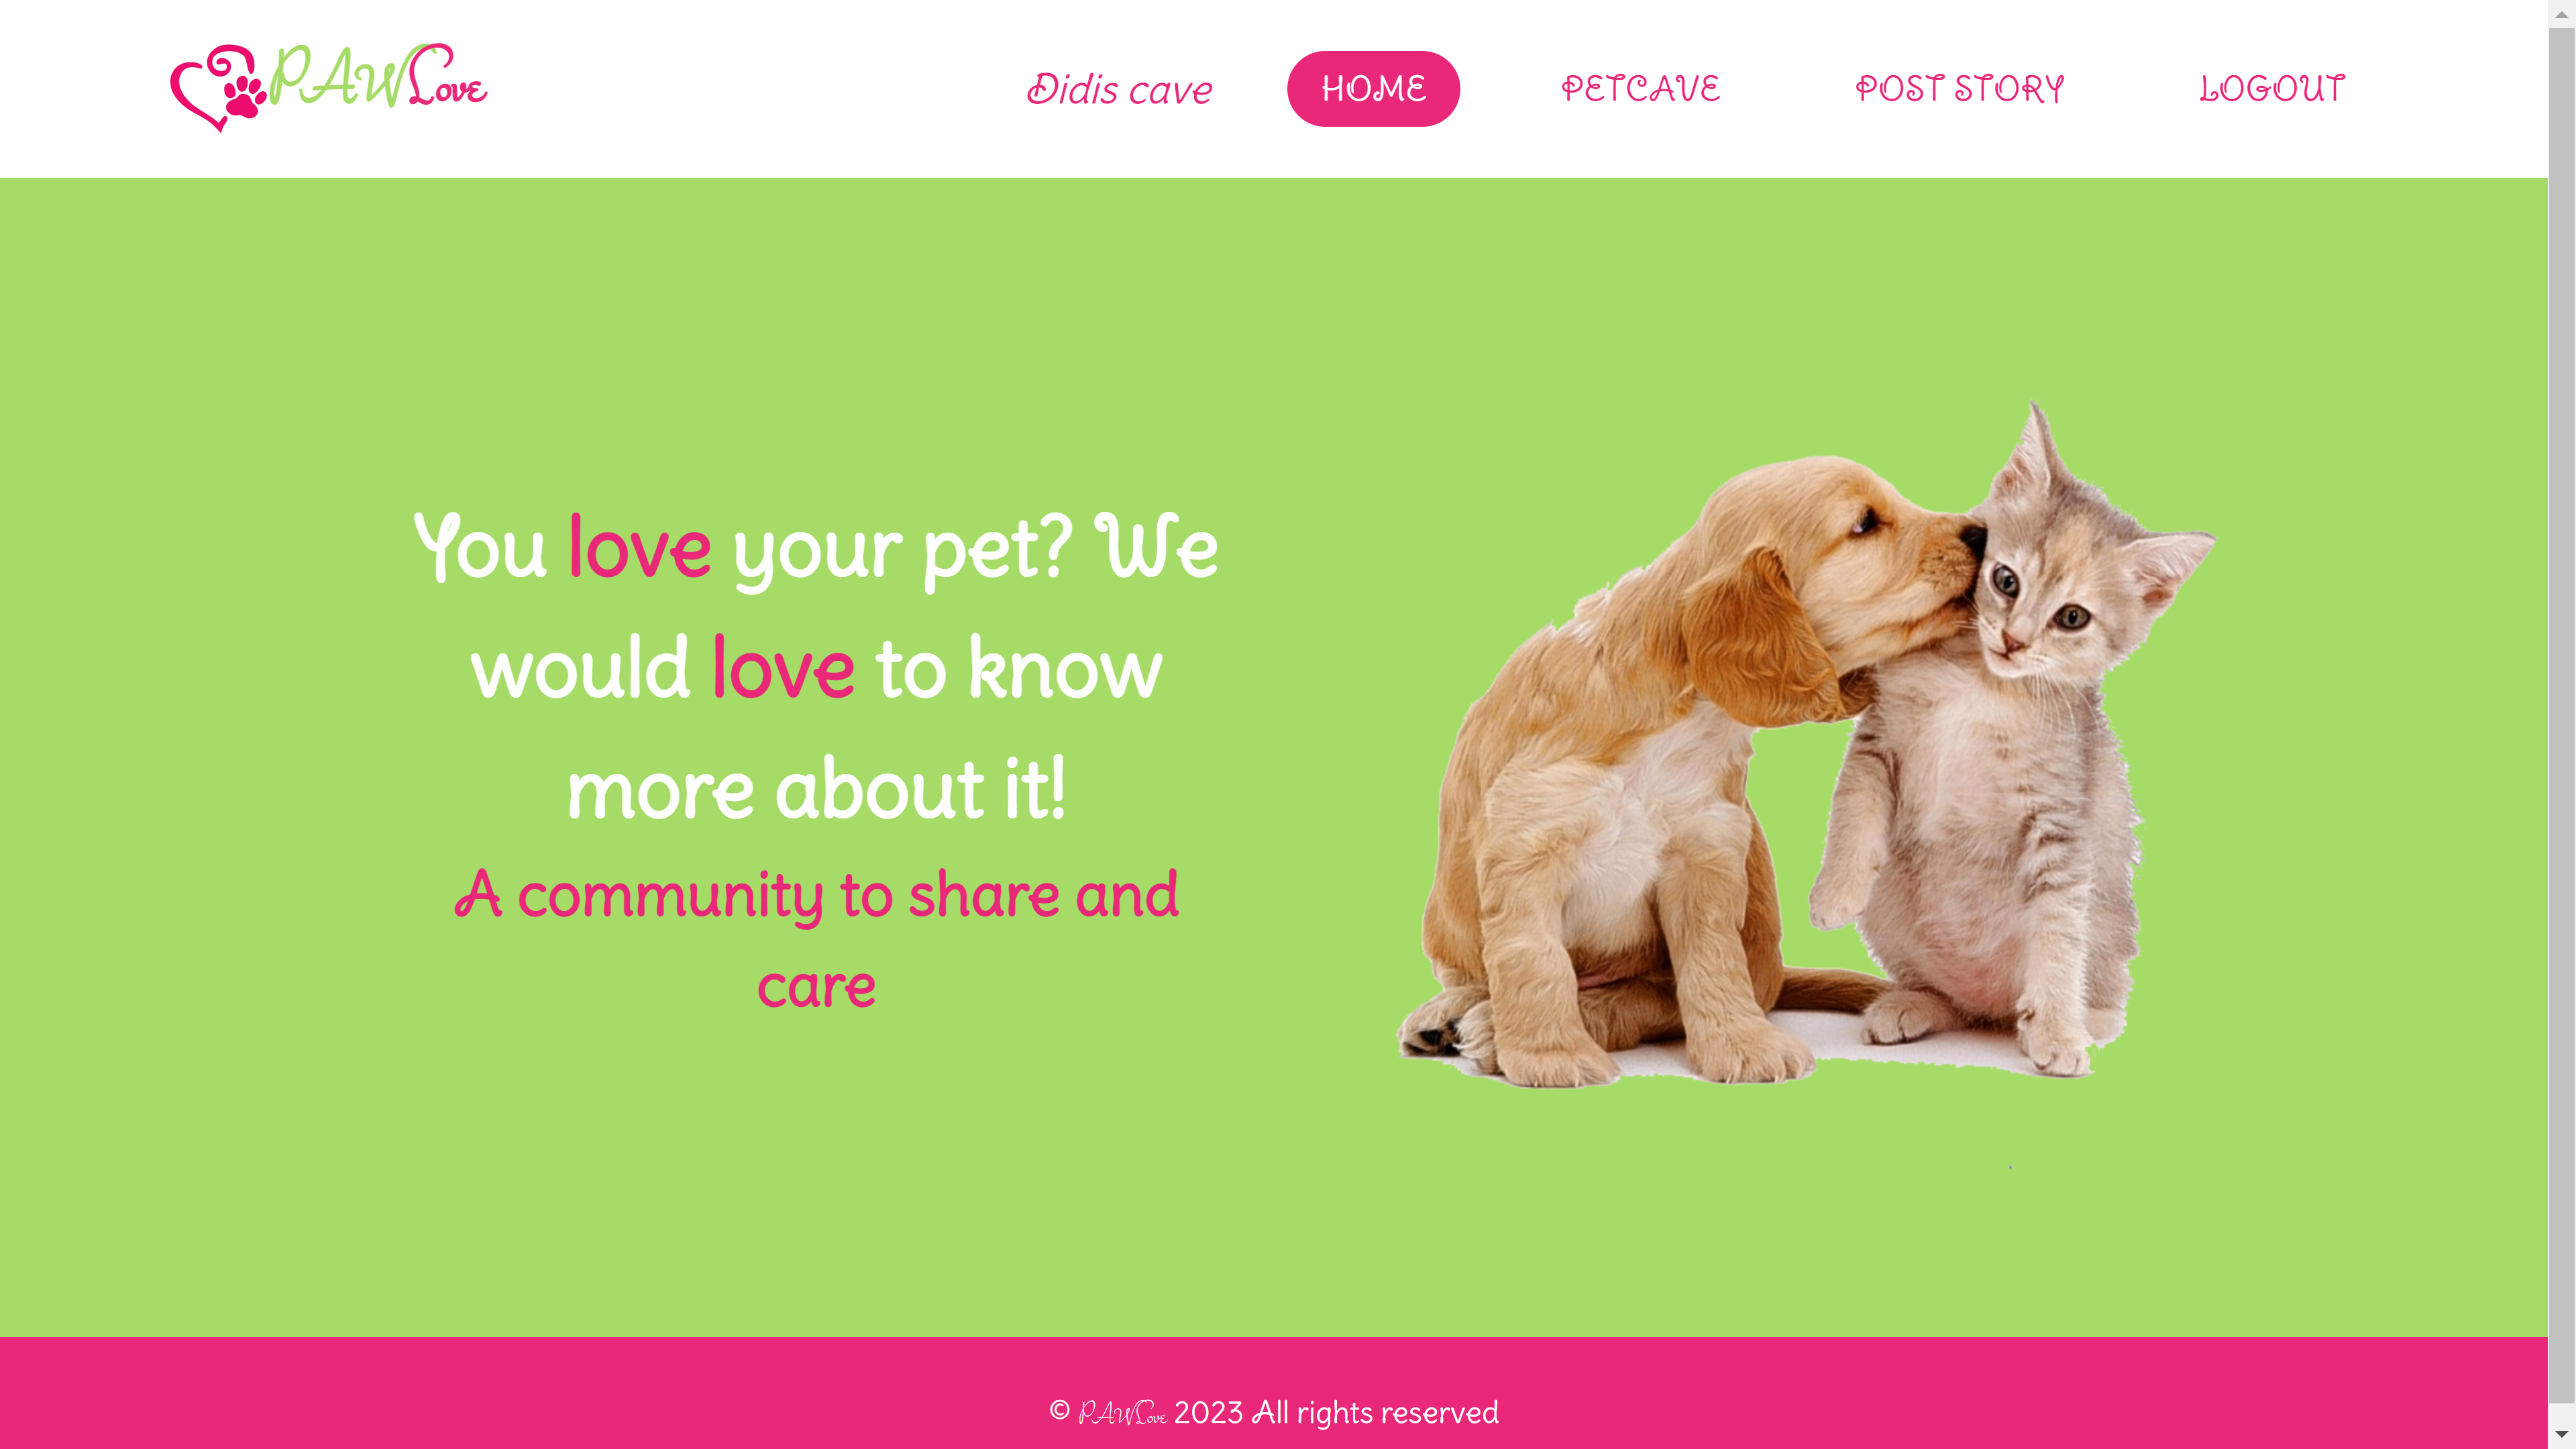 PAWLove
Didis cave
HOME
PETCAVE
POST STORY
LOGOUT
You love your pet? We
would love to know
more about it!
A community to share and
care
© PAWLove 2023 All rights reserved